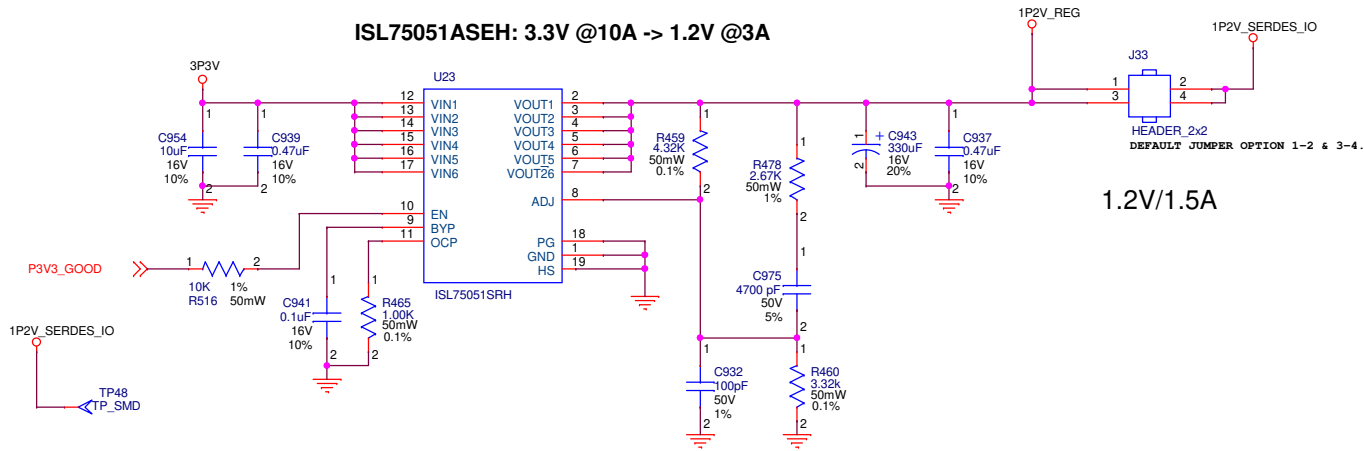 ISL75051ASEH: 3.3V @10A -> 1.2V @3A
1P2V_REG
1P2V_SERDES_IO
J33
1
3
2
4
HEADER_2x2
DEFAULT JUMPER OPTION 1-2 & 3-4.
1.2V/1.5A
3P3V
1
C954
10uF
16V
10%
2
1
C939
0.47uF
16V
10%
2
U23
12
13
14
15
16
17
10
9
11
VIN1
VIN2
VIN3
VIN4
VIN5
VIN6
EN
BYP
OCP
VOUT1
VOUT2
VOUT3
VOUT4
VOUT5
VOUT26
ADJ
PG
GND
HS
2
3
4
5
6
7
8
18
1
19
ISL75051SRH
1
R459
4.32K
50mW
0.1%
2
1
R478
2.67K
50mW
1%
2
1
C943
330uF
16V
20%
+
2
1
C937
0.47uF
16V
10%
2
P3V3_GOOD
1
2
10K
R516
1%
50mW
1
C941
0.1uF
16V
10%
2
1
R465
1.00K
50mW
0.1%
2
1
C975
4700 pF
50V
5%
2
1P2V_SERDES_IO
TP48
TP_SMD
1
C932
100pF
50V
1%
2
1
R460
3.32k
50mW
0.1%
2